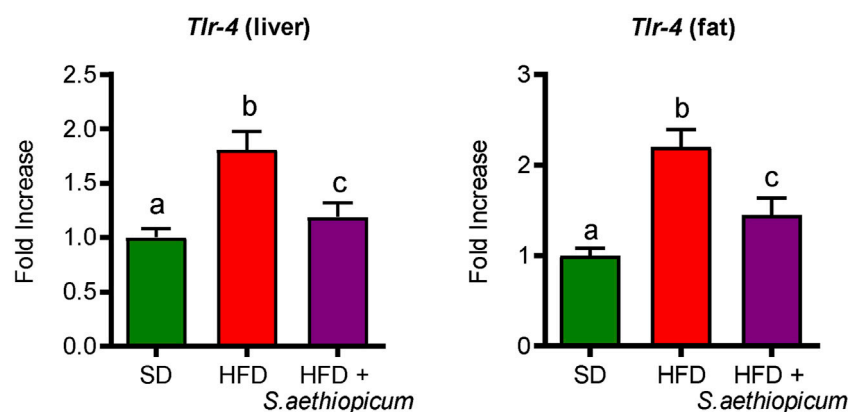 Tlr-4 (liver)
Fold Increase
2.5
2.0
1.5
1.0
0.5
0.0
a
b
c
SD
HFD
HFD +
S.aethiopicum
Tlr-4 (fat)
Fold Increase
3
2
1
0
a
b
c
SD
HFD
HFD +
S.aethiopicum